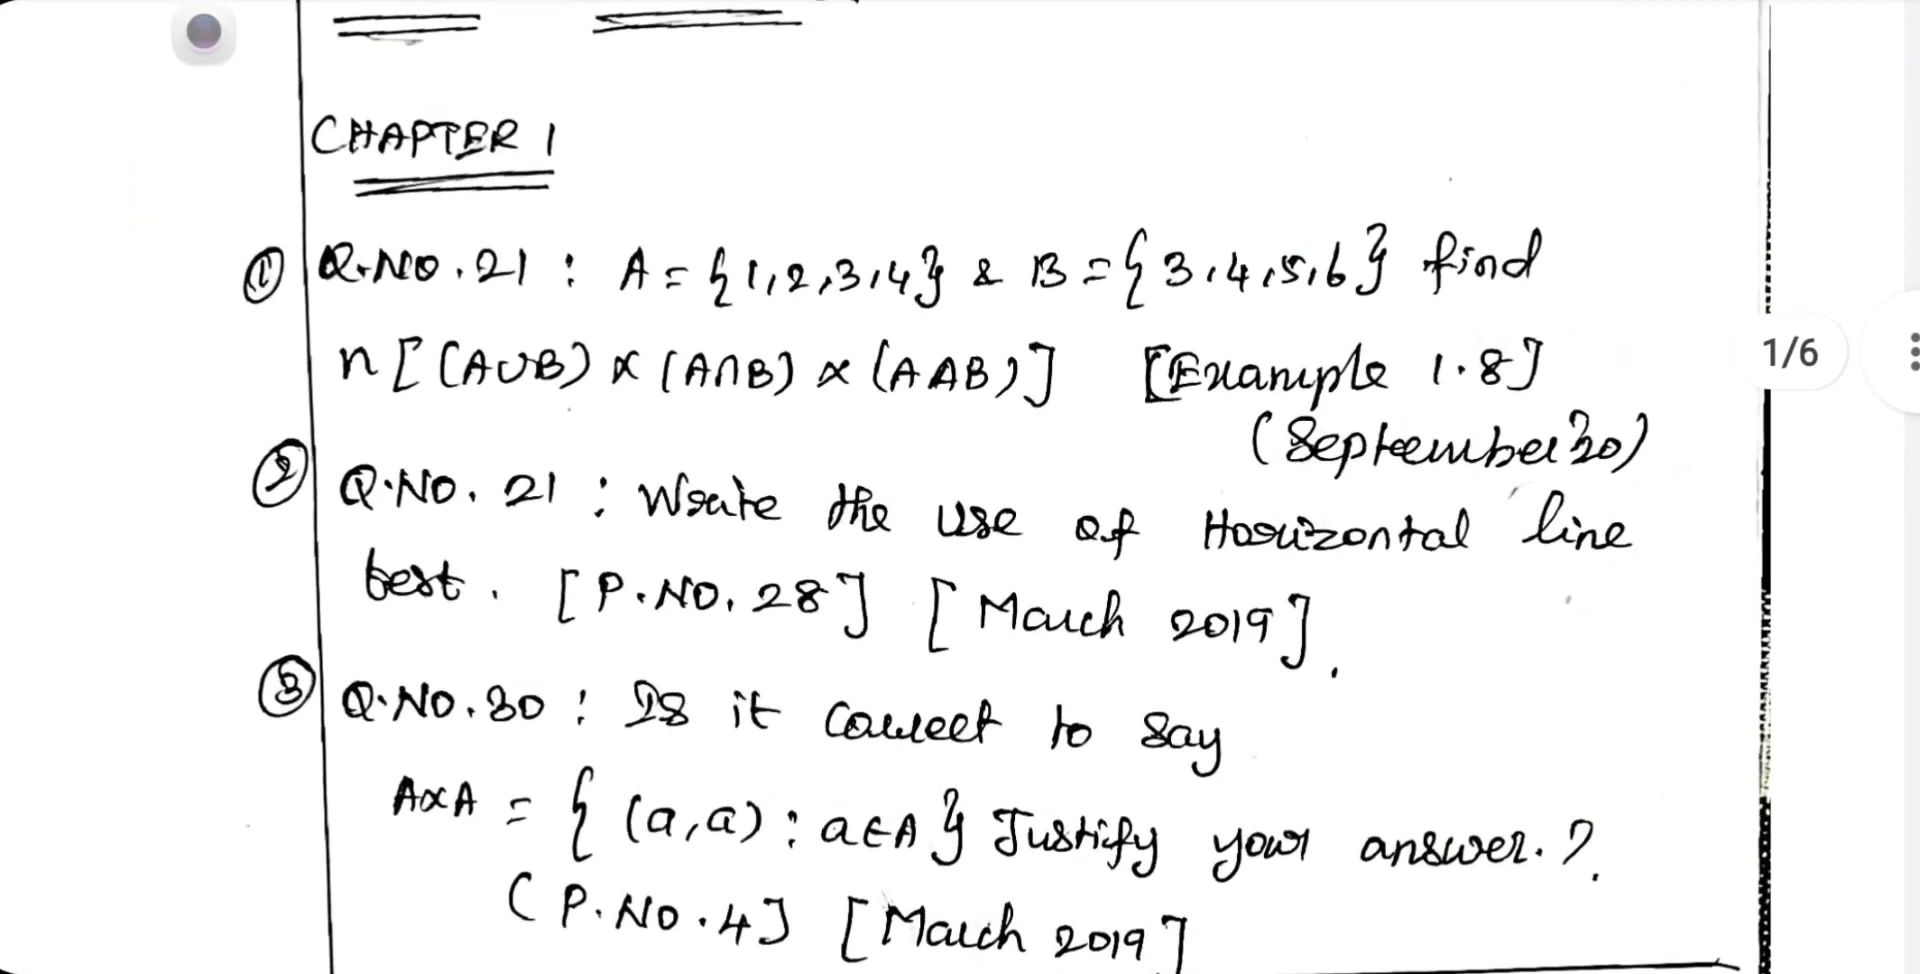 CHAPTER 1
① Q.NO.21 : A = {1,2,3,4} & B = {3,4,5,6} find
n [ (A∪B) × (A∩B) × (AΔB) ] [Example 1.8]
(September 20)
② Q.NO. 21 : Write the use of Horizontal line
test. [P.NO. 28] [March 2019].
③ Q.NO.30 : Is it correct to say
A×A = { (a,a) : a∈A } Justify your answer.?
(P.NO.4] [March 2019]
1/6